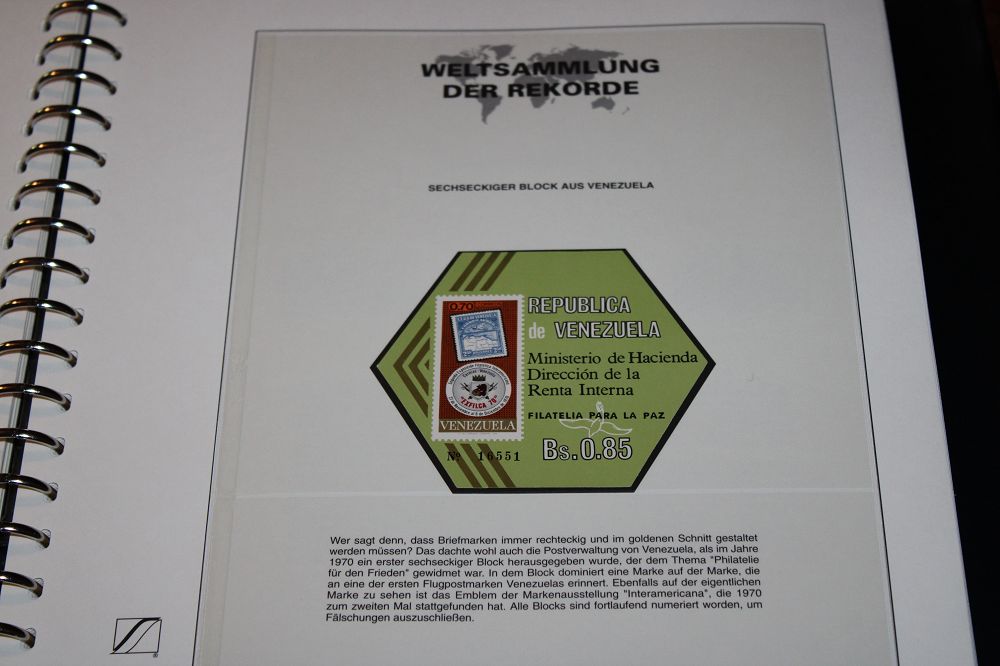 WELTSAMMLUNG
DER REKORDE
SECHSECKIGER BLOCK AUS VENEZUELA
0.70
EXFILCA 70
VENEZUELA
Nº 16551
REPUBLICA
de VENEZUELA
Ministerio de Hacienda
Dirección de la
Renta Interna
FILATELIA PARA LA PAZ
Bs.0.85
Wer sagt denn, dass Briefmarken immer rechteckig und im goldenen Schnitt gestaltet
werden müssen? Das dachte wohl auch die Postverwaltung von Venezuela, als im Jahre
1970 ein erster sechseckiger Block herausgegeben wurde, der dem Thema "Philatelie
für den Frieden" gewidmet war. In dem Block dominiert eine Marke auf der Marke, die
an eine der ersten Flugpostmarken Venezuelas erinnert. Ebenfalls auf der eigentlichen
Marke zu sehen ist das Emblem der Markenausstellung "Interamericana", die 1970
zum zweiten Mal stattgefunden hat. Alle Blocks sind fortlaufend numeriert worden, um
Fälschungen auszuschließen.